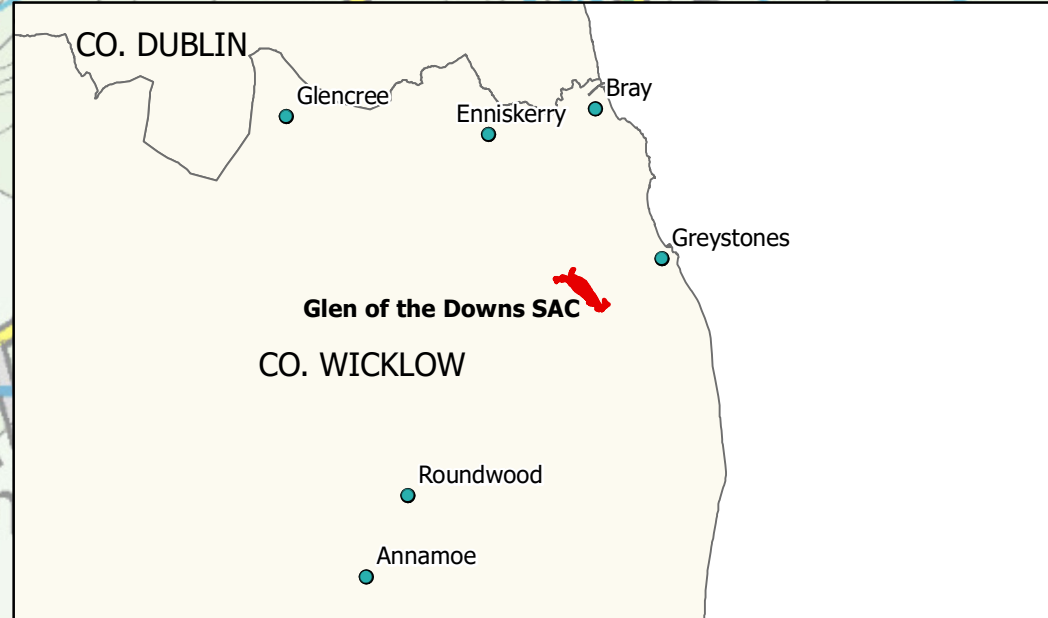 CO. DUBLIN
Bray
Glencree
Enniskerry
Greystones
Glen of the Downs SAC
CO. WICKLOW
Roundwood
Annamoe